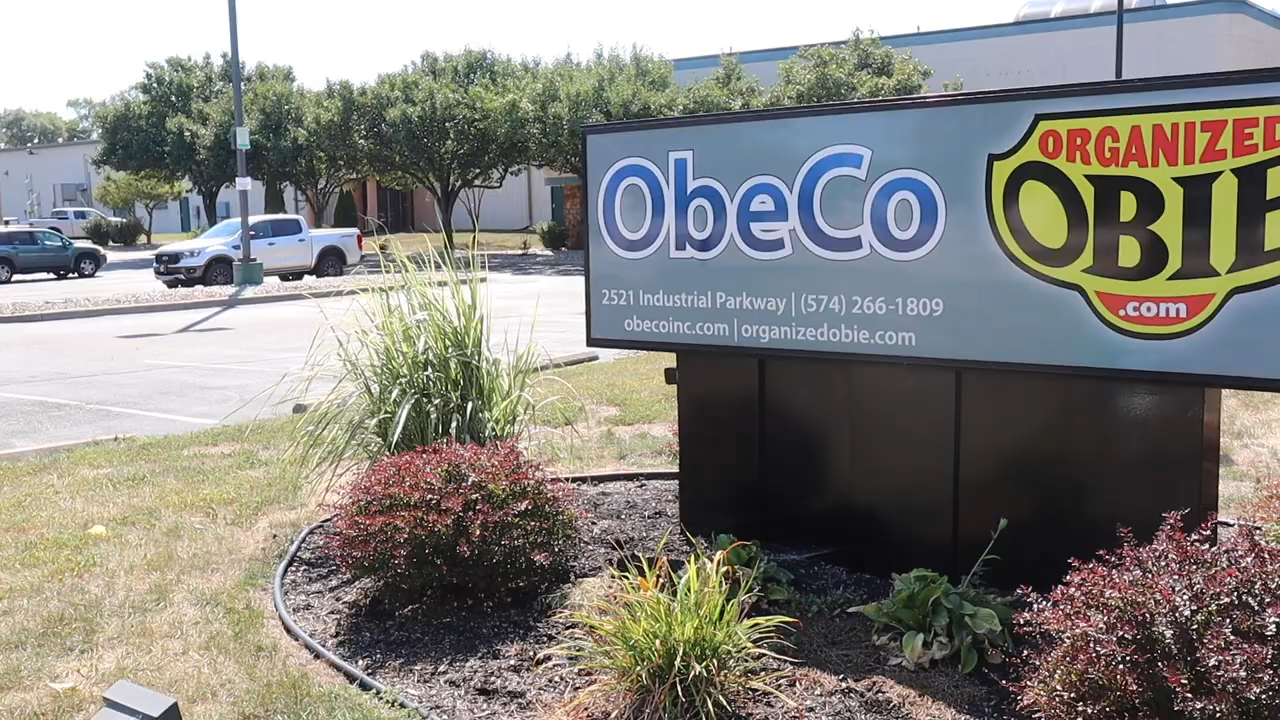 ObeCo
2521 Industrial Parkway | (574) 266-1809
obecoinc.com | organizedobie.com
ORGANIZED
OBIE
.com